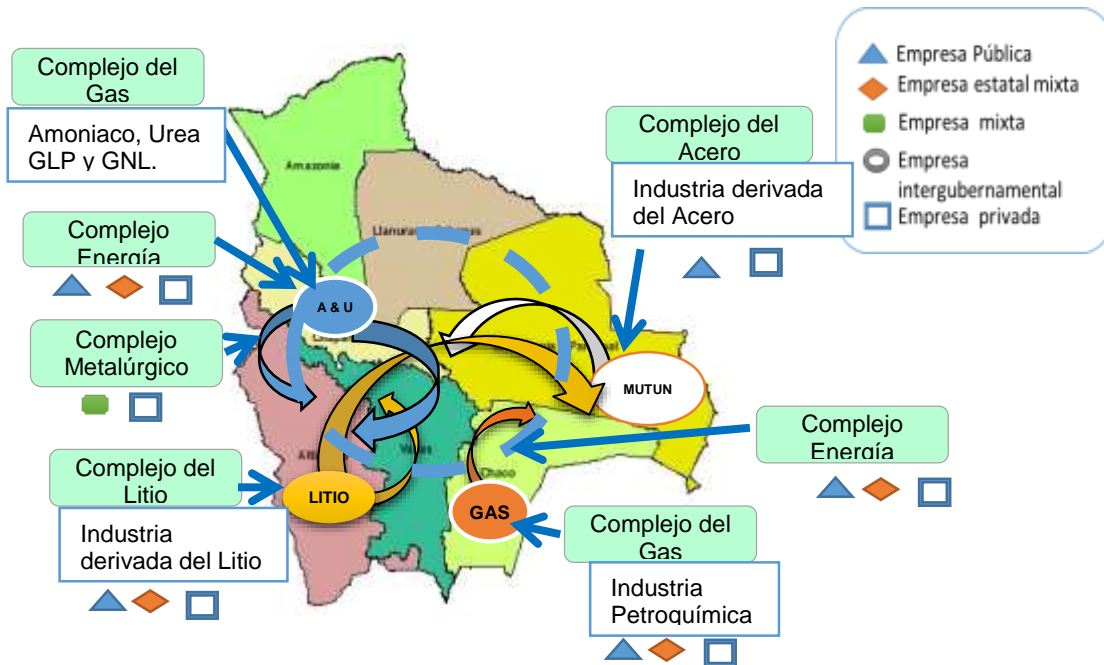 Complejo del
Gas
Amoniaco, Urea
GLP y GNL.
Complejo
Energía
Complejo
Metalúrgico
Complejo del
Litio
Industria
derivada del Litio
Amazonia
A & U
LITIO
GAS
Chaco
MUTUN
Complejo del
Acero
Industria derivada
del Acero
Complejo
Energía
Complejo del
Gas
Industria
Petroquímica
Empresa Pública
Empresa estatal mixta
Empresa mixta
Empresa
intergubernamental
Empresa privada